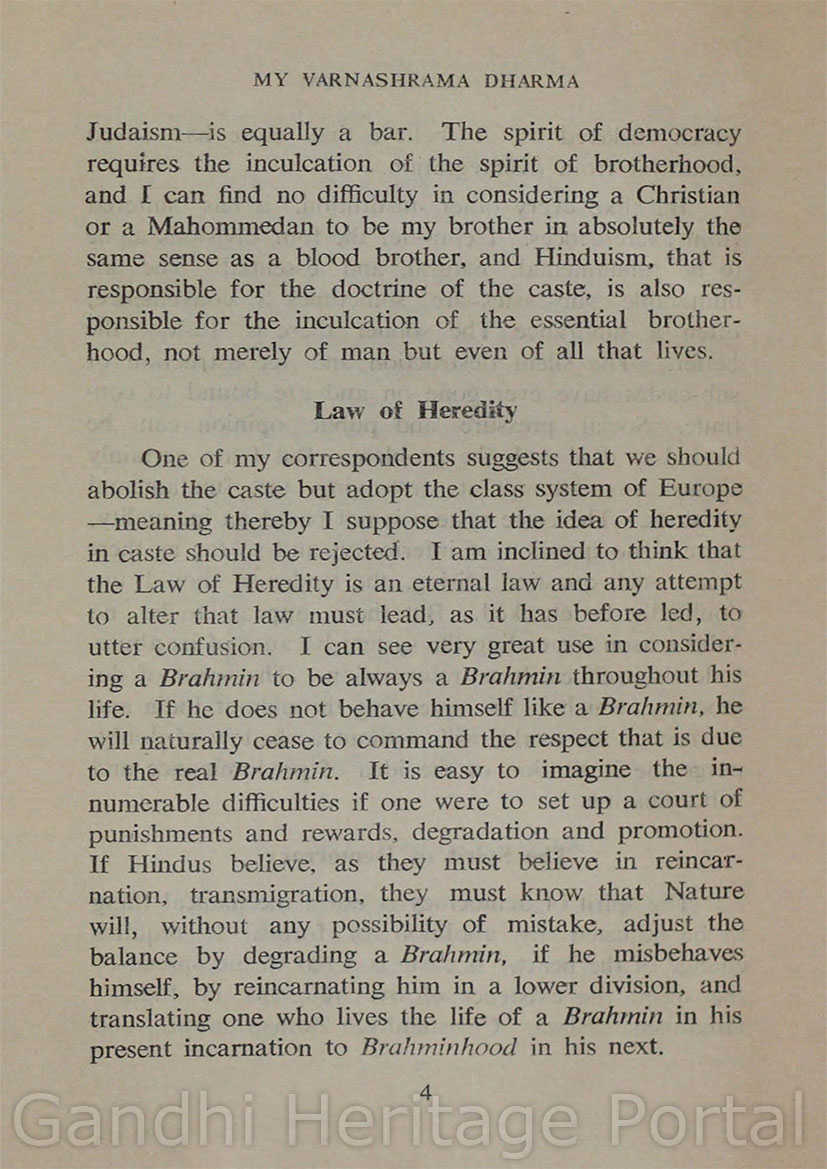 MY VARNASHRAMA DHARMA
Judaism—is equally a bar. The spirit of democracy
requires the inculcation of the spirit of brotherhood,
and I can find no difficulty in considering a Christian
or a Mahommedan to be my brother in absolutely the
same sense as a blood brother, and Hinduism, that is
responsible for the doctrine of the caste, is also res-
ponsible for the inculcation of the essential brother-
hood, not merely of man but even of all that lives.
Law of Heredity
One of my correspondents suggests that we should
abolish the caste but adopt the class system of Europe
—meaning thereby I suppose that the idea of heredity
in caste should be rejected. I am inclined to think that
the Law of Heredity is an eternal law and any attempt
to alter that law must lead, as it has before led, to
utter confusion. I can see very great use in consider-
ing a Brahmin to be always a Brahmin throughout his
life. If he does not behave himself like a Brahmin, he
will naturally cease to command the respect that is due
to the real Brahmin. It is easy to imagine the in-
numerable difficulties if one were to set up a court of
punishments and rewards, degradation and promotion.
If Hindus believe, as they must believe in reincar-
nation, transmigration, they must know that Nature
will, without any possibility of mistake, adjust the
balance by degrading a Brahmin, if he misbehaves
himself, by reincarnating him in a lower division, and
translating one who lives the life of a Brahmin in his
present incarnation to Brahminhood in his next.
4
Gandhi Heritage Portal